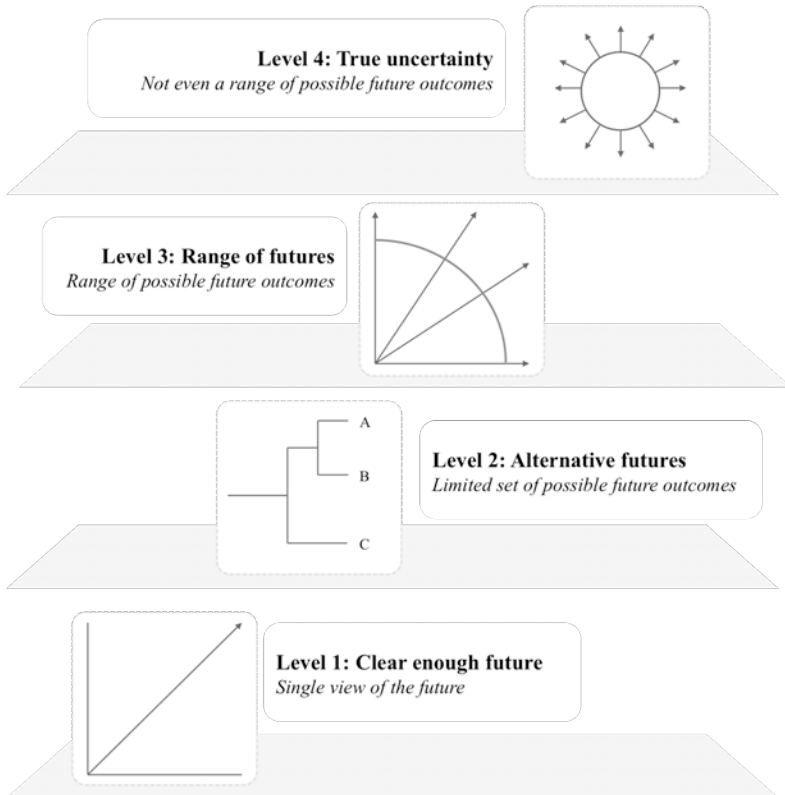 Level 4: True uncertainty
Not even a range of possible future outcomes
Level 3: Range of futures
Range of possible future outcomes
A
B
C
Level 2: Alternative futures
Limited set of possible future outcomes
Level 1: Clear enough future
Single view of the future